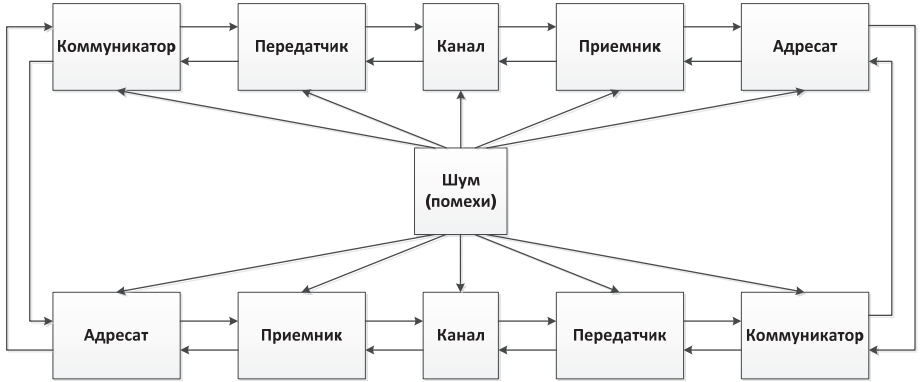 Коммуникатор
Передатчик
Канал
Приемник
Адресат
Шум
(помехи)
Адресат
Приемник
Канал
Передатчик
Коммуникатор